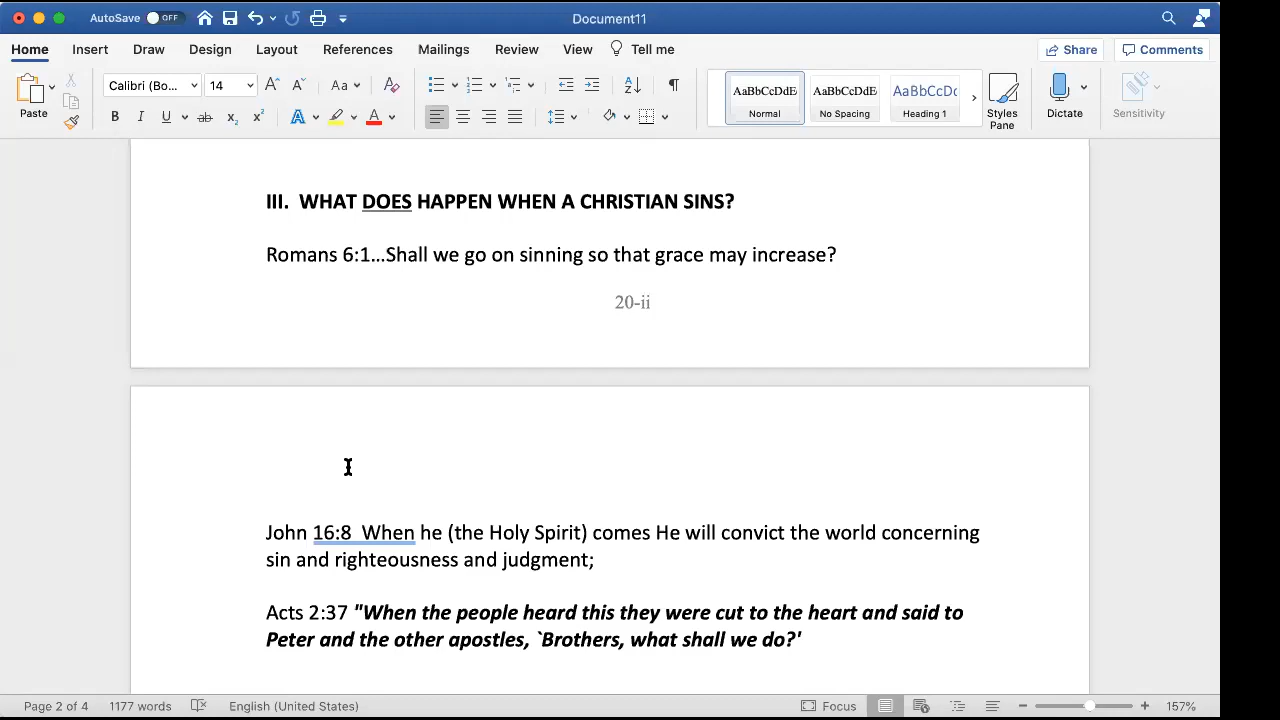 AutoSave OFF
Document11
Home Insert Draw Design Layout References Mailings Review View Tell me
Share Comments
Paste
Calibri (Bo... 14
Aa
AaBbCcDdE AaBbCcDdE AaBbCcDc
Normal No Spacing Heading 1
Styles Pane
Dictate
Sensitivity
III. WHAT DOES HAPPEN WHEN A CHRISTIAN SINS?
Romans 6:1...Shall we go on sinning so that grace may increase?
20-ii
John 16:8 When he (the Holy Spirit) comes He will convict the world concerning
sin and righteousness and judgment;
Acts 2:37 "When the people heard this they were cut to the heart and said to
Peter and the other apostles, `Brothers, what shall we do?'
Page 2 of 4 1177 words English (United States) Focus 157%